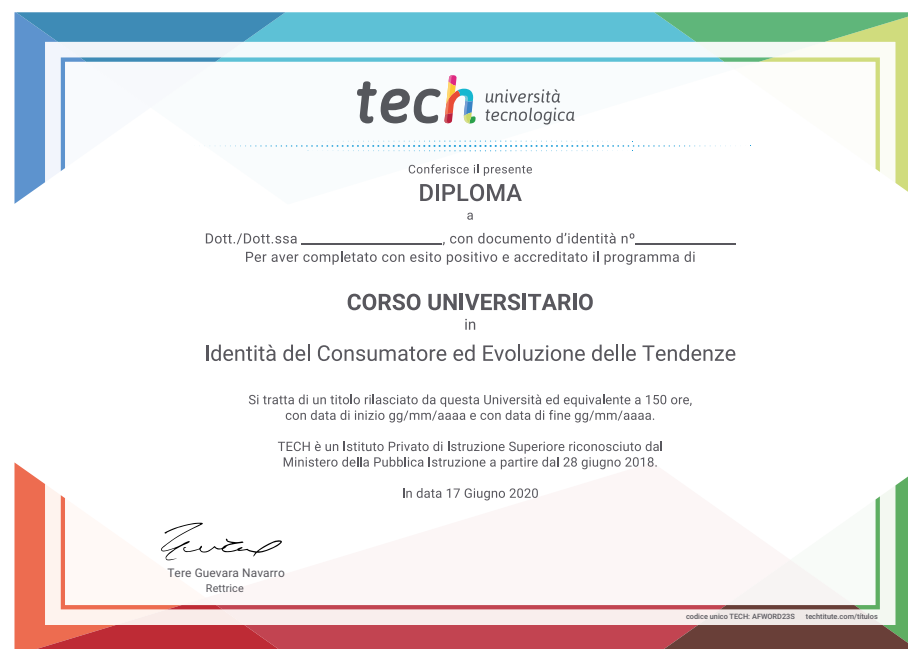 tech università
tecnologica
Conferisce il presente
DIPLOMA
a
Dott./Dott.ssa ____________________, con documento d'identità nº______________
Per aver completato con esito positivo e accreditato il programma di
CORSO UNIVERSITARIO
in
Identità del Consumatore ed Evoluzione delle Tendenze
Si tratta di un titolo rilasciato da questa Università ed equivalente a 150 ore,
con data di inizio gg/mm/aaaa e con data di fine gg/mm/aaaa.
TECH è un Istituto Privato di Istruzione Superiore riconosciuto dal
Ministero della Pubblica Istruzione a partire dal 28 giugno 2018.
In data 17 Giugno 2020
Tere Guevara Navarro
Rettrice
codice unico TECH: AFWORD23S techtitute.com/titulos